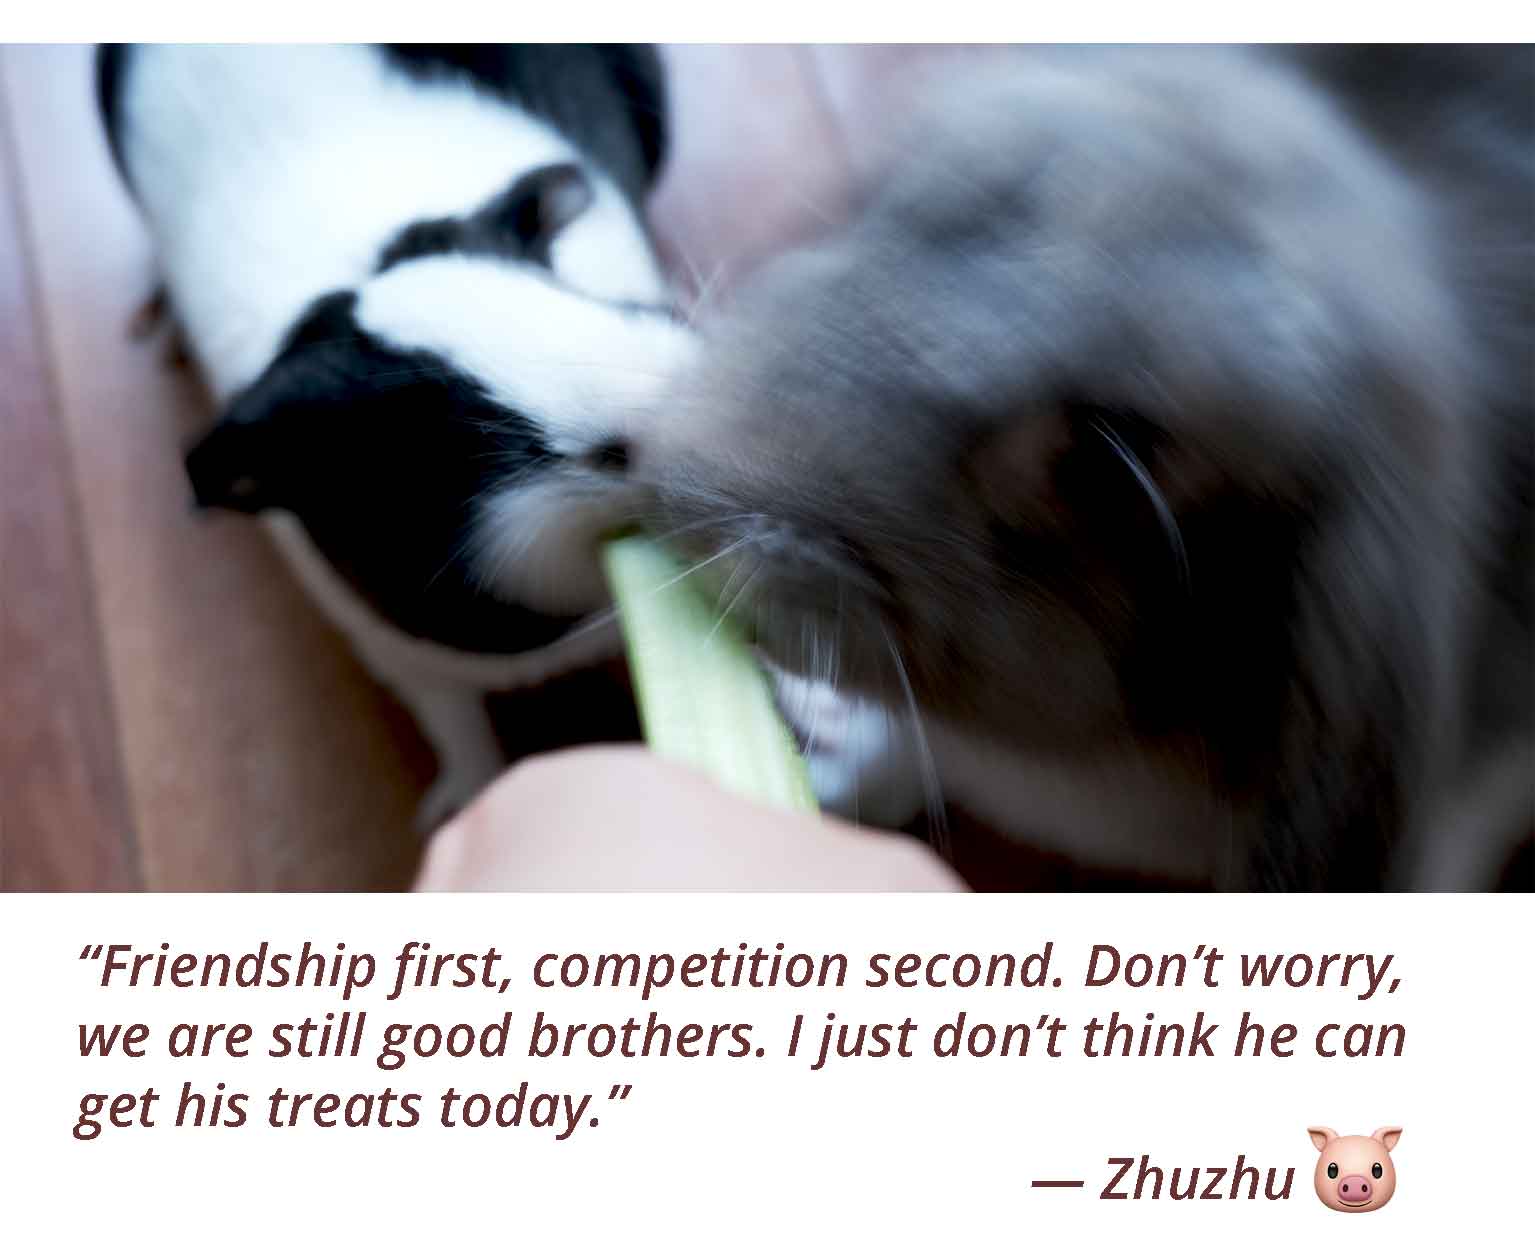 “Friendship first, competition second. Don’t worry,
we are still good brothers. I just don’t think he can
get his treats today.”
— Zhuzhu